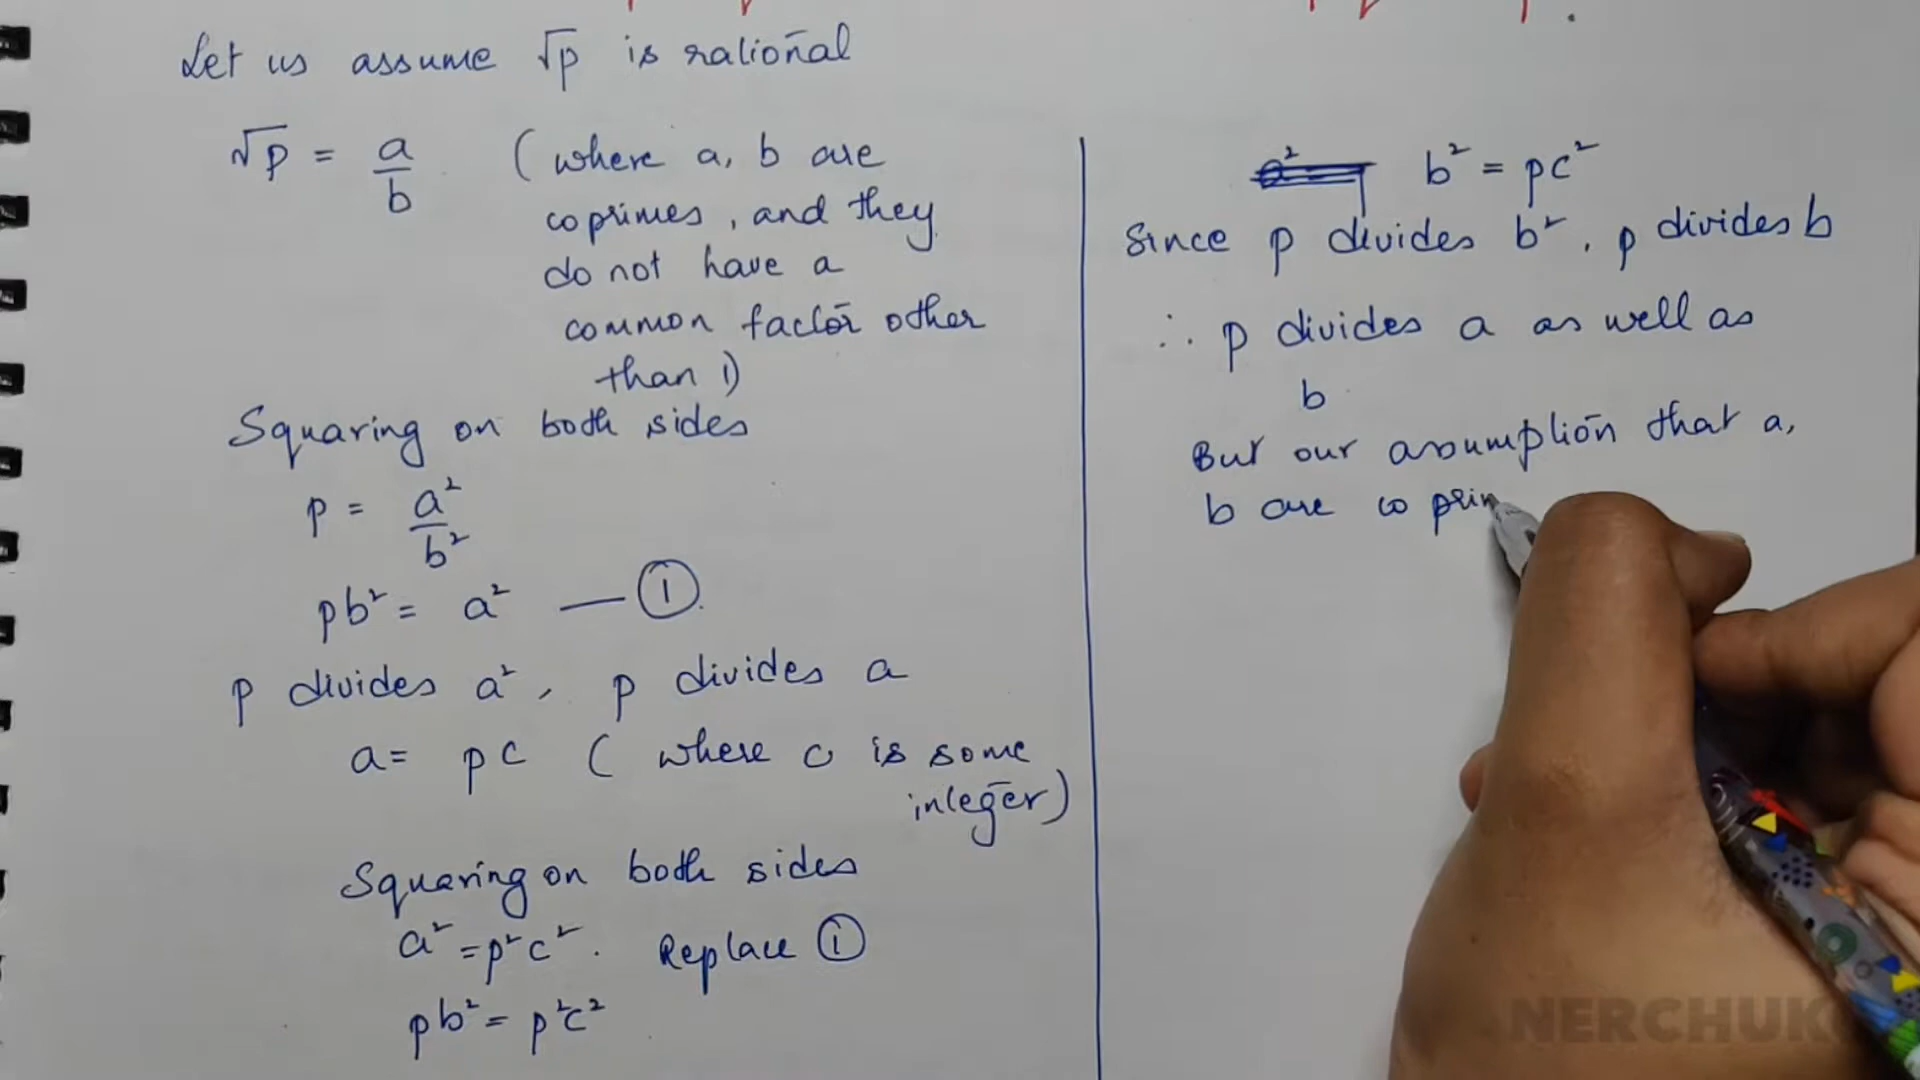 Let us assume √p is rational
√p = a/b (where a, b are
coprimes, and they
do not have a
common factor other
than 1)
Squaring on both sides
p = a²/b²
pb² = a² — ①
p divides a², p divides a
a = pc (where c is some
integer)
Squaring on both sides
a² = p²c². Replace ①
pb² = p²c²
b² = pc²
Since p divides b², p divides b
∴ p divides a as well as
b
But our assumption that a,
b are co prim
NERCHUK